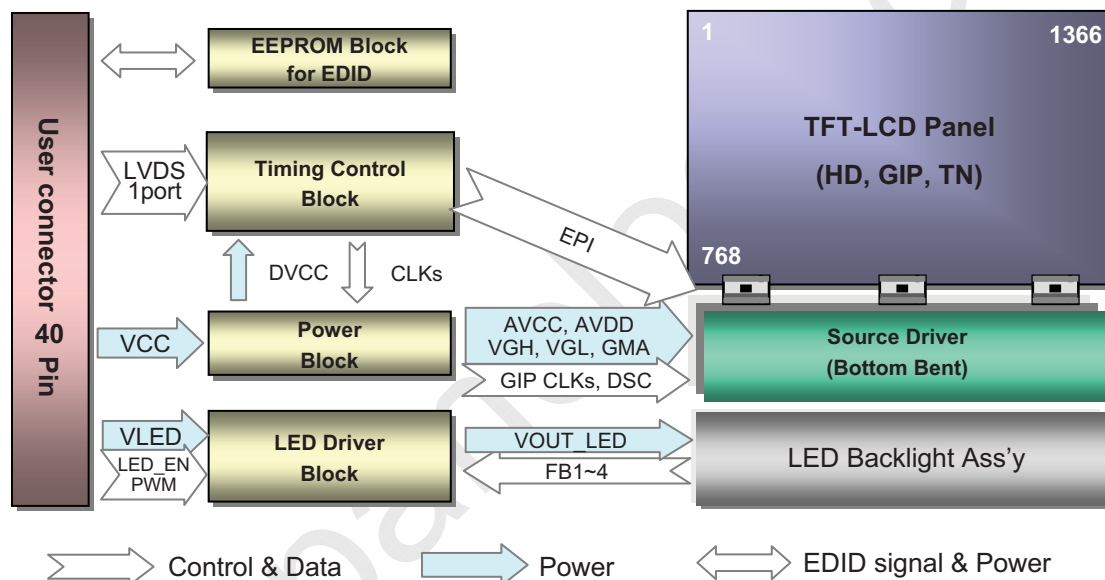 EEPROM Block
for EDID
1
1366
TFT-LCD Panel
(HD, GIP, TN)
768
User connector 40 Pin
LVDS
1port
Timing Control
Block
EPI
DVCC
CLKs
VCC
Power
Block
AVCC, AVDD
VGH, VGL, GMA
GIP CLKs, DSC
Source Driver
(Bottom Bent)
VLED
LED_EN
PWM
LED Driver
Block
VOUT_LED
FB1~4
LED Backlight Ass’y
Control & Data
Power
EDID signal & Power